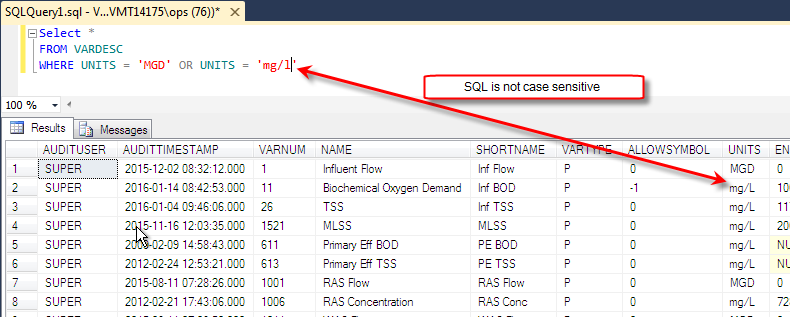 SQLQuery1.sql - V...VMT14175\ops (76))* ×
Select *
FROM VARDESC
WHERE UNITS = 'MGD' OR UNITS = 'mg/l'
SQL is not case sensitive
100 %
Results Messages
AUDITUSER AUDITTIMESTAMP VARNUM NAME SHORTNAME VARTYPE ALLOWSYMBOL UNITS EN
1 SUPER 2015-12-02 08:32:12.000 1 Influent Flow Inf Flow P 0 MGD 0
2 SUPER 2016-01-14 08:42:53.000 11 Biochemical Oxygen Demand Inf BOD P -1 mg/L 10
3 SUPER 2016-01-04 09:46:06.000 26 TSS Inf TSS P 0 mg/L 11
4 SUPER 2015-11-16 12:03:35.000 1521 MLSS MLSS P 0 mg/L 20
5 SUPER 14:58:43.000 611 Primary Eff BOD PE BOD P 0 mg/L NU
6 SUPER 2012-02-24 12:53:21.000 613 Primary Eff TSS PE TSS P 0 mg/L NU
7 SUPER 2015-08-11 07:28:26.000 1001 RAS Flow RAS Flow P 0 MGD 0
8 SUPER 2012-02-21 17:43:06.000 1006 RAS Concentration RAS Conc P 0 mg/L 72